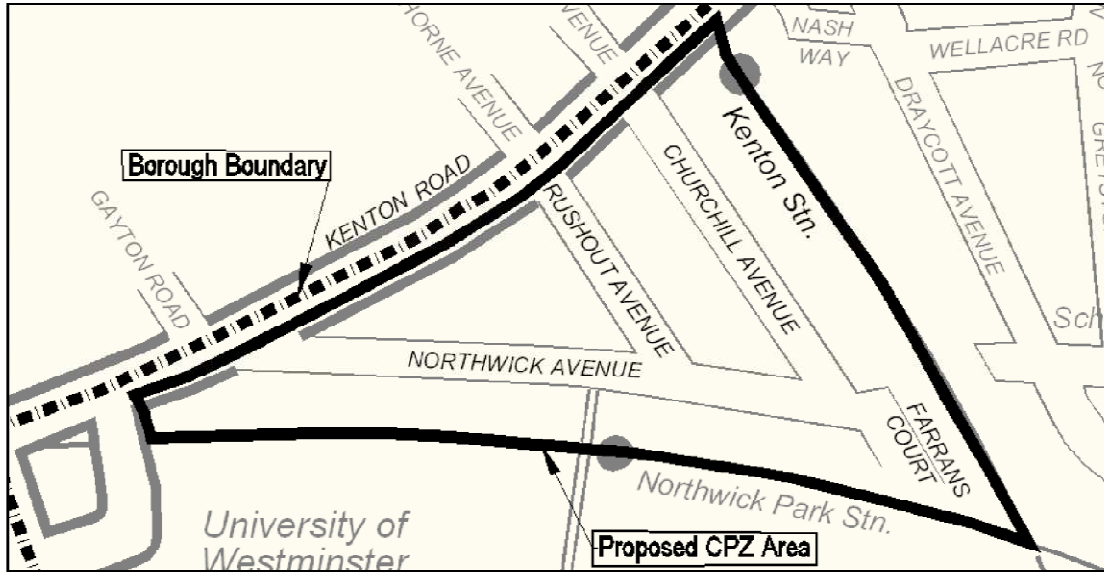 NASH
WAY
WELLACRE RD
HORNE AVENUE
AVENUE
DRAYCOTT AVENUE
Kenton Stn.
Borough Boundary
KENTON ROAD
CHURCHILL AVENUE
GAYTON ROAD
RUSHOUT AVENUE
Sch
NORTHWICK AVENUE
FARRANS
COURT
Northwick Park Stn.
University of
Westminster
Proposed CPZ Area